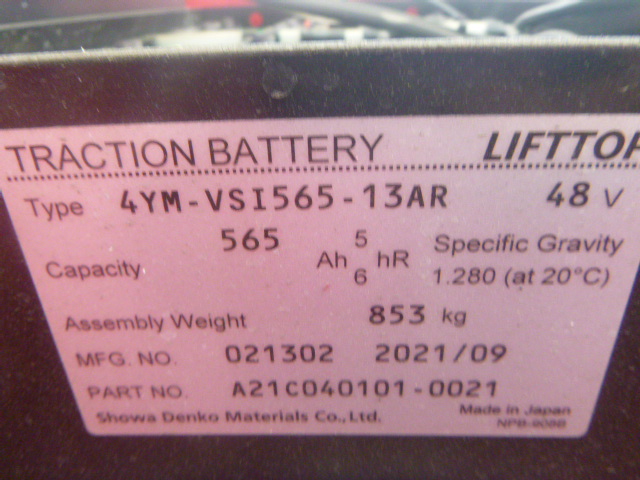 TRACTION BATTERY LIFTTOP
Type 4YM-VSI565-13AR 48 V
Capacity 565 Ah 5 6 hR Specific Gravity
1.280 (at 20°C)
Assembly Weight 853 kg
MFG. NO. 021302 2021/09
PART NO. A21C040101-0021
Showa Denko Materials Co.,Ltd. Made in Japan